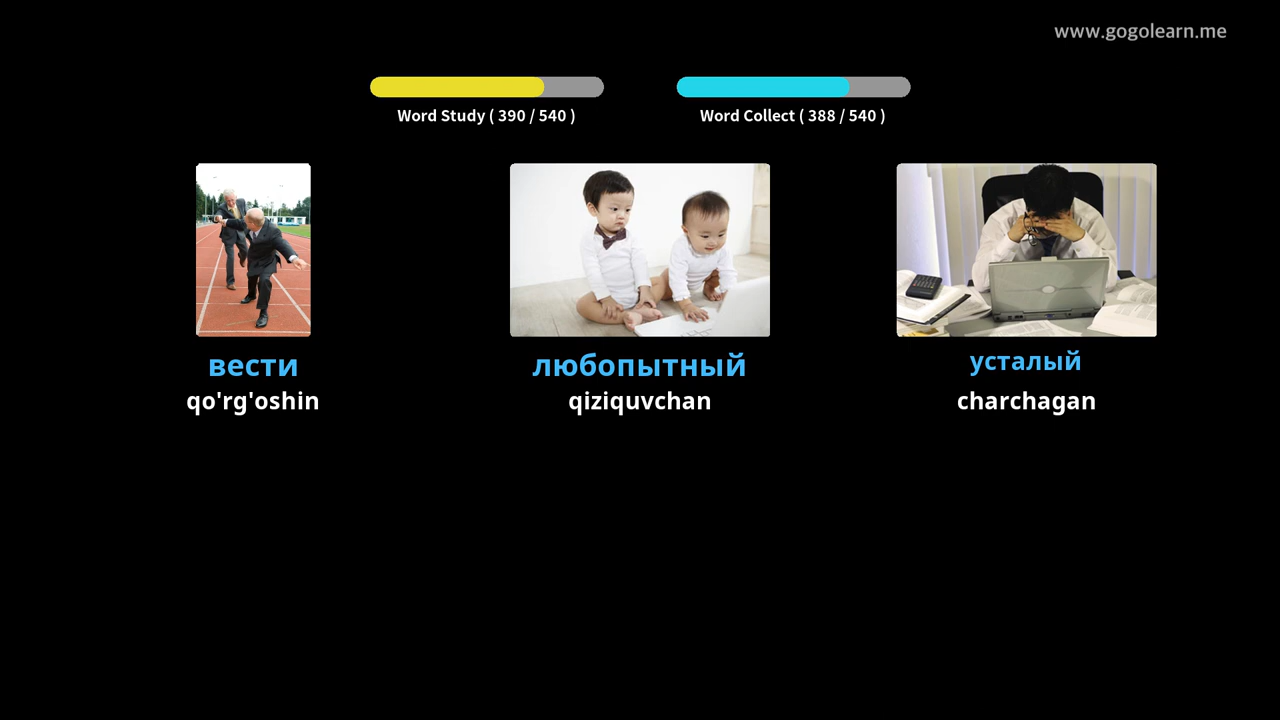 www.gogolearn.me
Word Study ( 390 / 540 )
Word Collect ( 388 / 540 )
вести
любопытный
усталый
qo'rg'oshin
qiziquvchan
charchagan